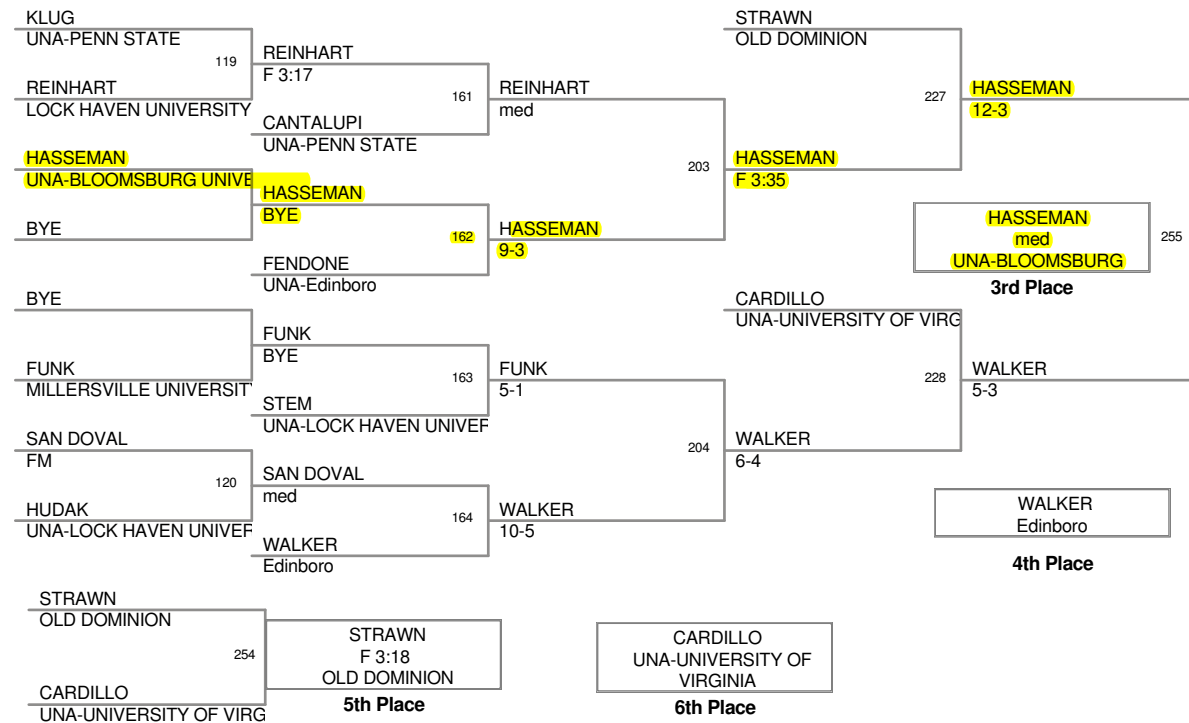 KLUG
UNA-PENN STATE
119
REINHART
LOCK HAVEN UNIVERSITY
HASSEMAN
UNA-BLOOMSBURG UNIVE
BYE
BYE
FUNK
MILLERSVILLE UNIVERSIT
SAN DOVAL
FM
120
HUDAK
UNA-LOCK HAVEN UNIVER
REINHART
F 3:17
161
CANTALUPI
UNA-PENN STATE
HASSEMAN
BYE
162
FENDONE
UNA-Edinboro
FUNK
BYE
163
STEM
UNA-LOCK HAVEN UNIVER
SAN DOVAL
med
164
WALKER
Edinboro
REINHART
med
203
HASSEMAN
9-3
FUNK
5-1
204
WALKER
10-5
STRAWN
OLD DOMINION
227
HASSEMAN
F 3:35
CARDILLO
UNA-UNIVERSITY OF VIRG
228
WALKER
6-4
HASSEMAN
12-3
HASSEMAN
med
UNA-BLOOMSBURG
255
3rd Place
WALKER
5-3
WALKER
Edinboro
4th Place
STRAWN
OLD DOMINION
254
CARDILLO
UNA-UNIVERSITY OF VIRG
STRAWN
F 3:18
OLD DOMINION
5th Place
CARDILLO
UNA-UNIVERSITY OF
VIRGINIA
6th Place